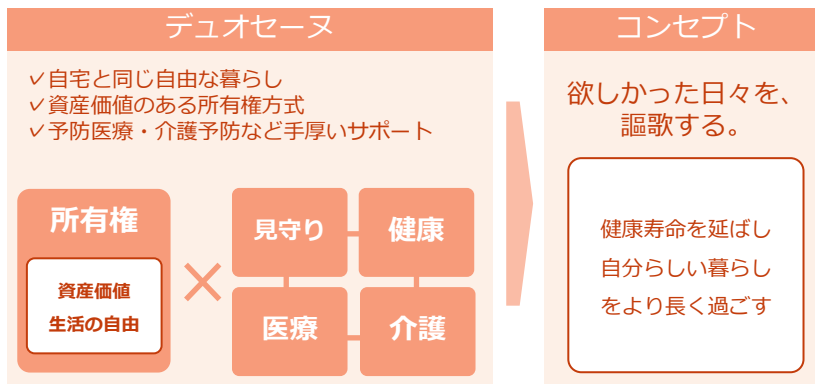 デュオセーヌ
✓自宅と同じ自由な暮らし
✓資産価値のある所有権方式
✓予防医療・介護予防など手厚いサポート
所有権
資産価値
生活の自由
×
見守り
健康
医療
介護
コンセプト
欲しかった日々を、
謳歌する。
健康寿命を延ばし
自分らしい暮らし
をより長く過ごす